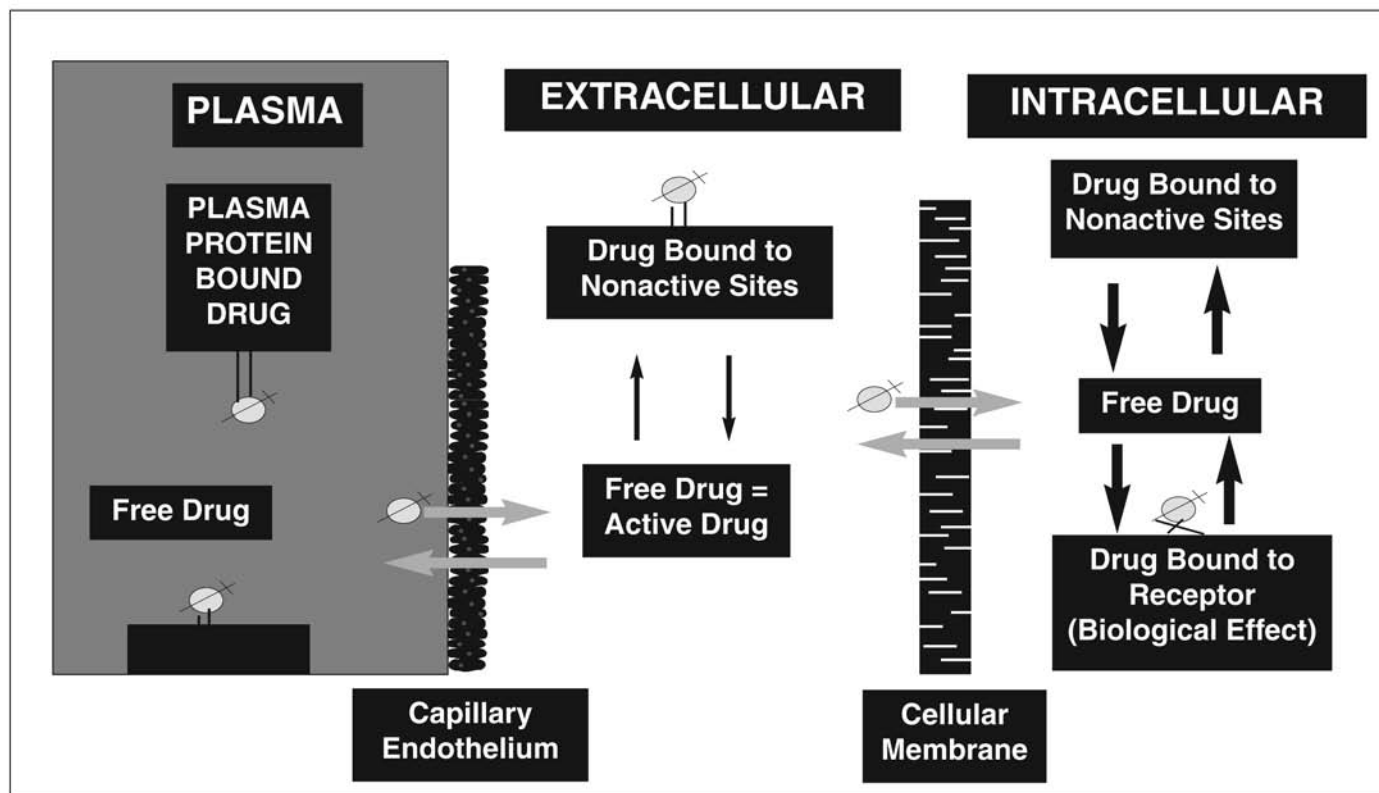 PLASMA
PLASMA
PROTEIN
BOUND
DRUG
Free Drug
EXTRACELLULAR
Drug Bound to
Nonactive Sites
Free Drug =
Active Drug
INTRACELLULAR
Drug Bound to
Nonactive Sites
Free Drug
Drug Bound to
Receptor
(Biological Effect)
Capillary
Endothelium
Cellular
Membrane